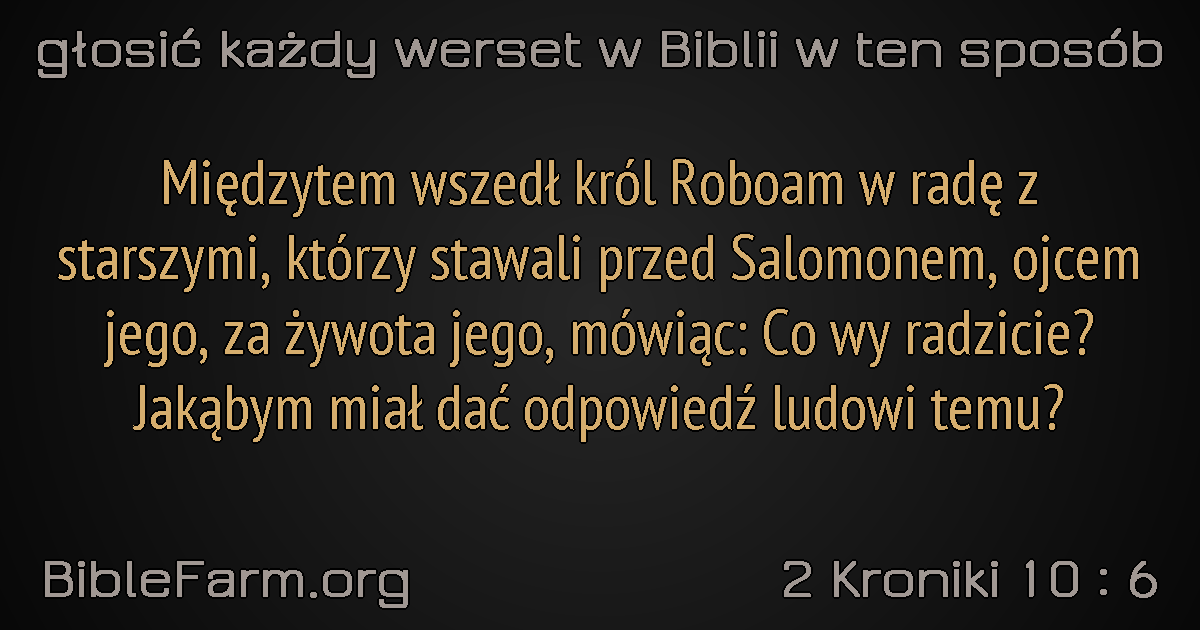 głosić każdy werset w Biblii w ten sposób
Międzytem wszedł król Roboam w radę z
starszymi, którzy stawali przed Salomonem, ojcem
jego, za żywota jego, mówiąc: Co wy radzicie?
Jakąbym miał dać odpowiedź ludowi temu?
BibleFarm.org
2 Kroniki 10 : 6